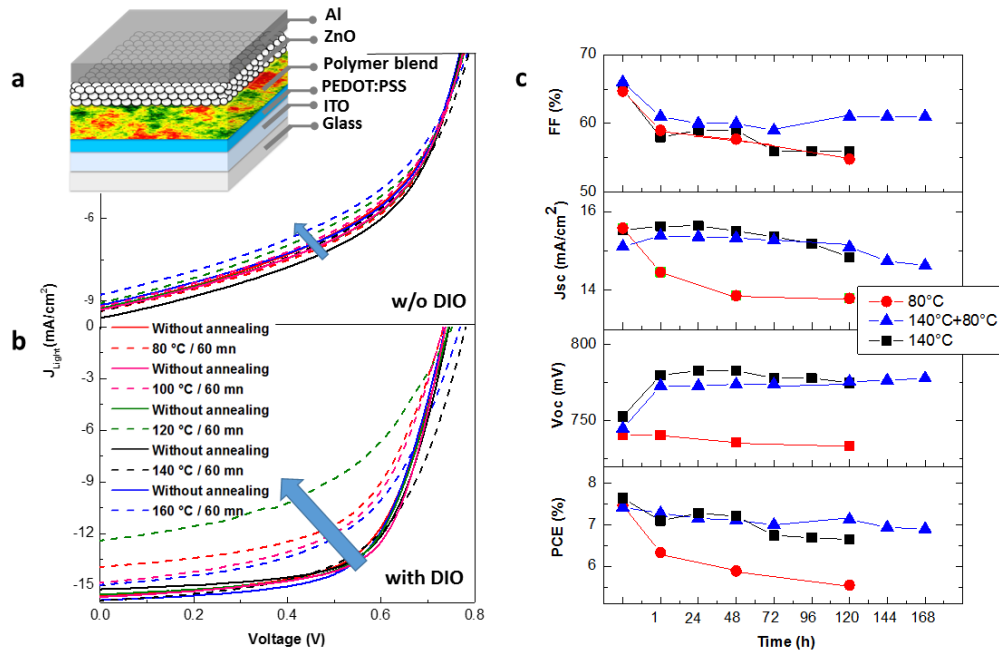 a
Al
ZnO
Polymer blend
PEDOT:PSS
ITO
Glass
-6
-9
w/o DIO
b
J Light (mA/cm²)
0
-3
-6
-9
-12
-15
Without annealing
80 °C / 60 mn
Without annealing
100 °C / 60 mn
Without annealing
120 °C / 60 mn
Without annealing
140 °C / 60 mn
Without annealing
160 °C / 60 mn
with DIO
0.0 0.2 0.4 0.6 0.8
Voltage (V)
c
FF (%)
70
60
50
Jsc (mA/cm²)
16
14
80°C
140°C+80°C
140°C
Voc (mV)
800
750
PCE (%)
8
7
6
1 24 48 72 96 120 144 168
Time (h)